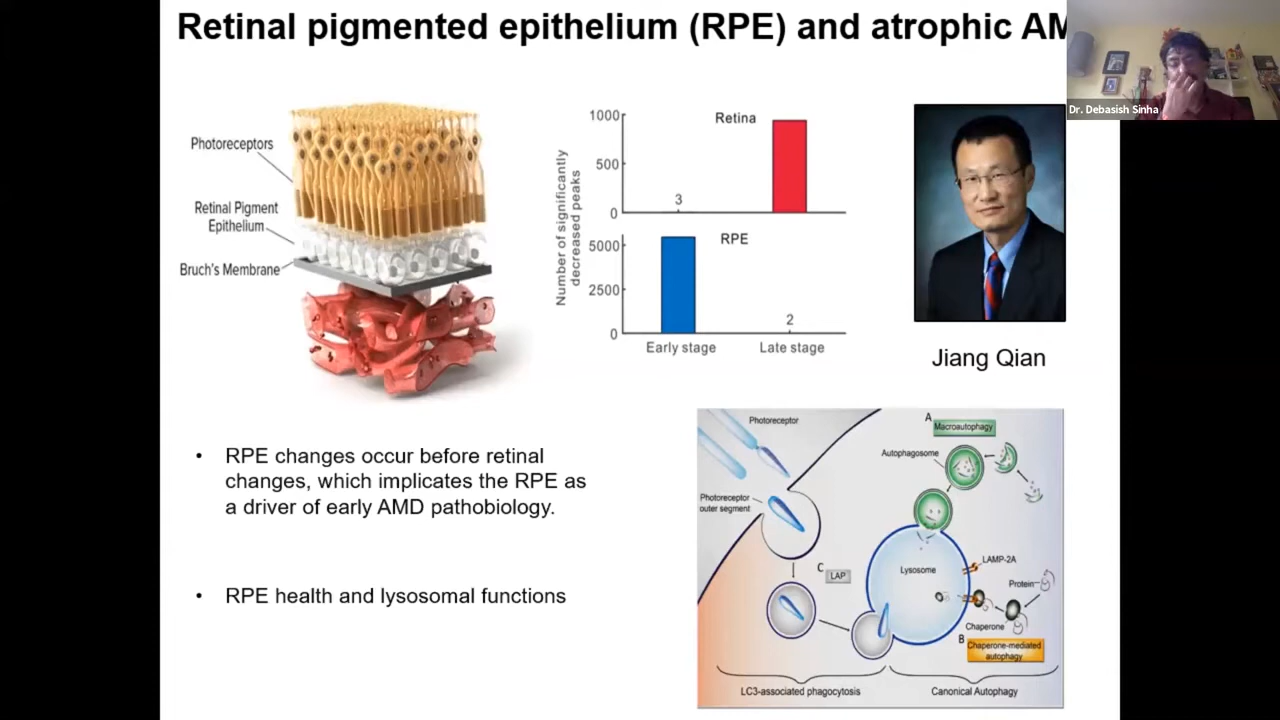 Retinal pigmented epithelium (RPE) and atrophic AM
Dr. Debasish Sinha
Photoreceptors
Retinal Pigment
Epithelium
Bruch's Membrane
Number of significantly
decreased peaks
1000
500
0
Retina
3
5000
2500
0
RPE
2
Early stage
Late stage
Jiang Qian
• RPE changes occur before retinal
changes, which implicates the RPE as
a driver of early AMD pathobiology.
• RPE health and lysosomal functions
Photoreceptor
Photoreceptor
outer segment
A
Macroautophagy
Autophagosome
C
LAP
Lysosome
LAMP-2A
Protein
Chaperone
B
Chaperone-mediated
autophagy
LC3-associated phagocytosis
Canonical Autophagy